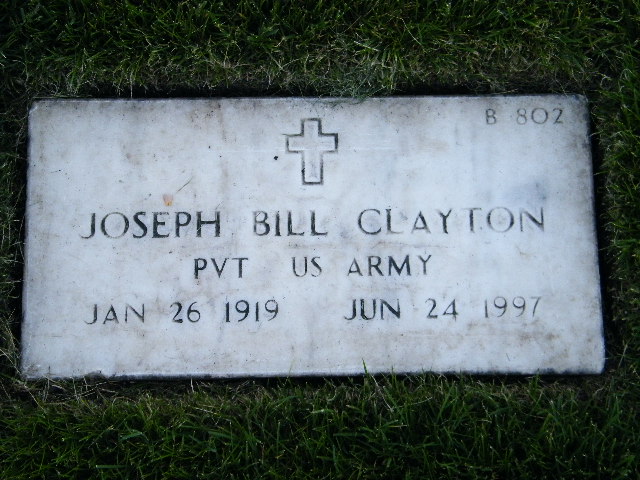 B 802
JOSEPH BILL CLAYTON
PVT US ARMY
JAN 26 1919 JUN 24 1997